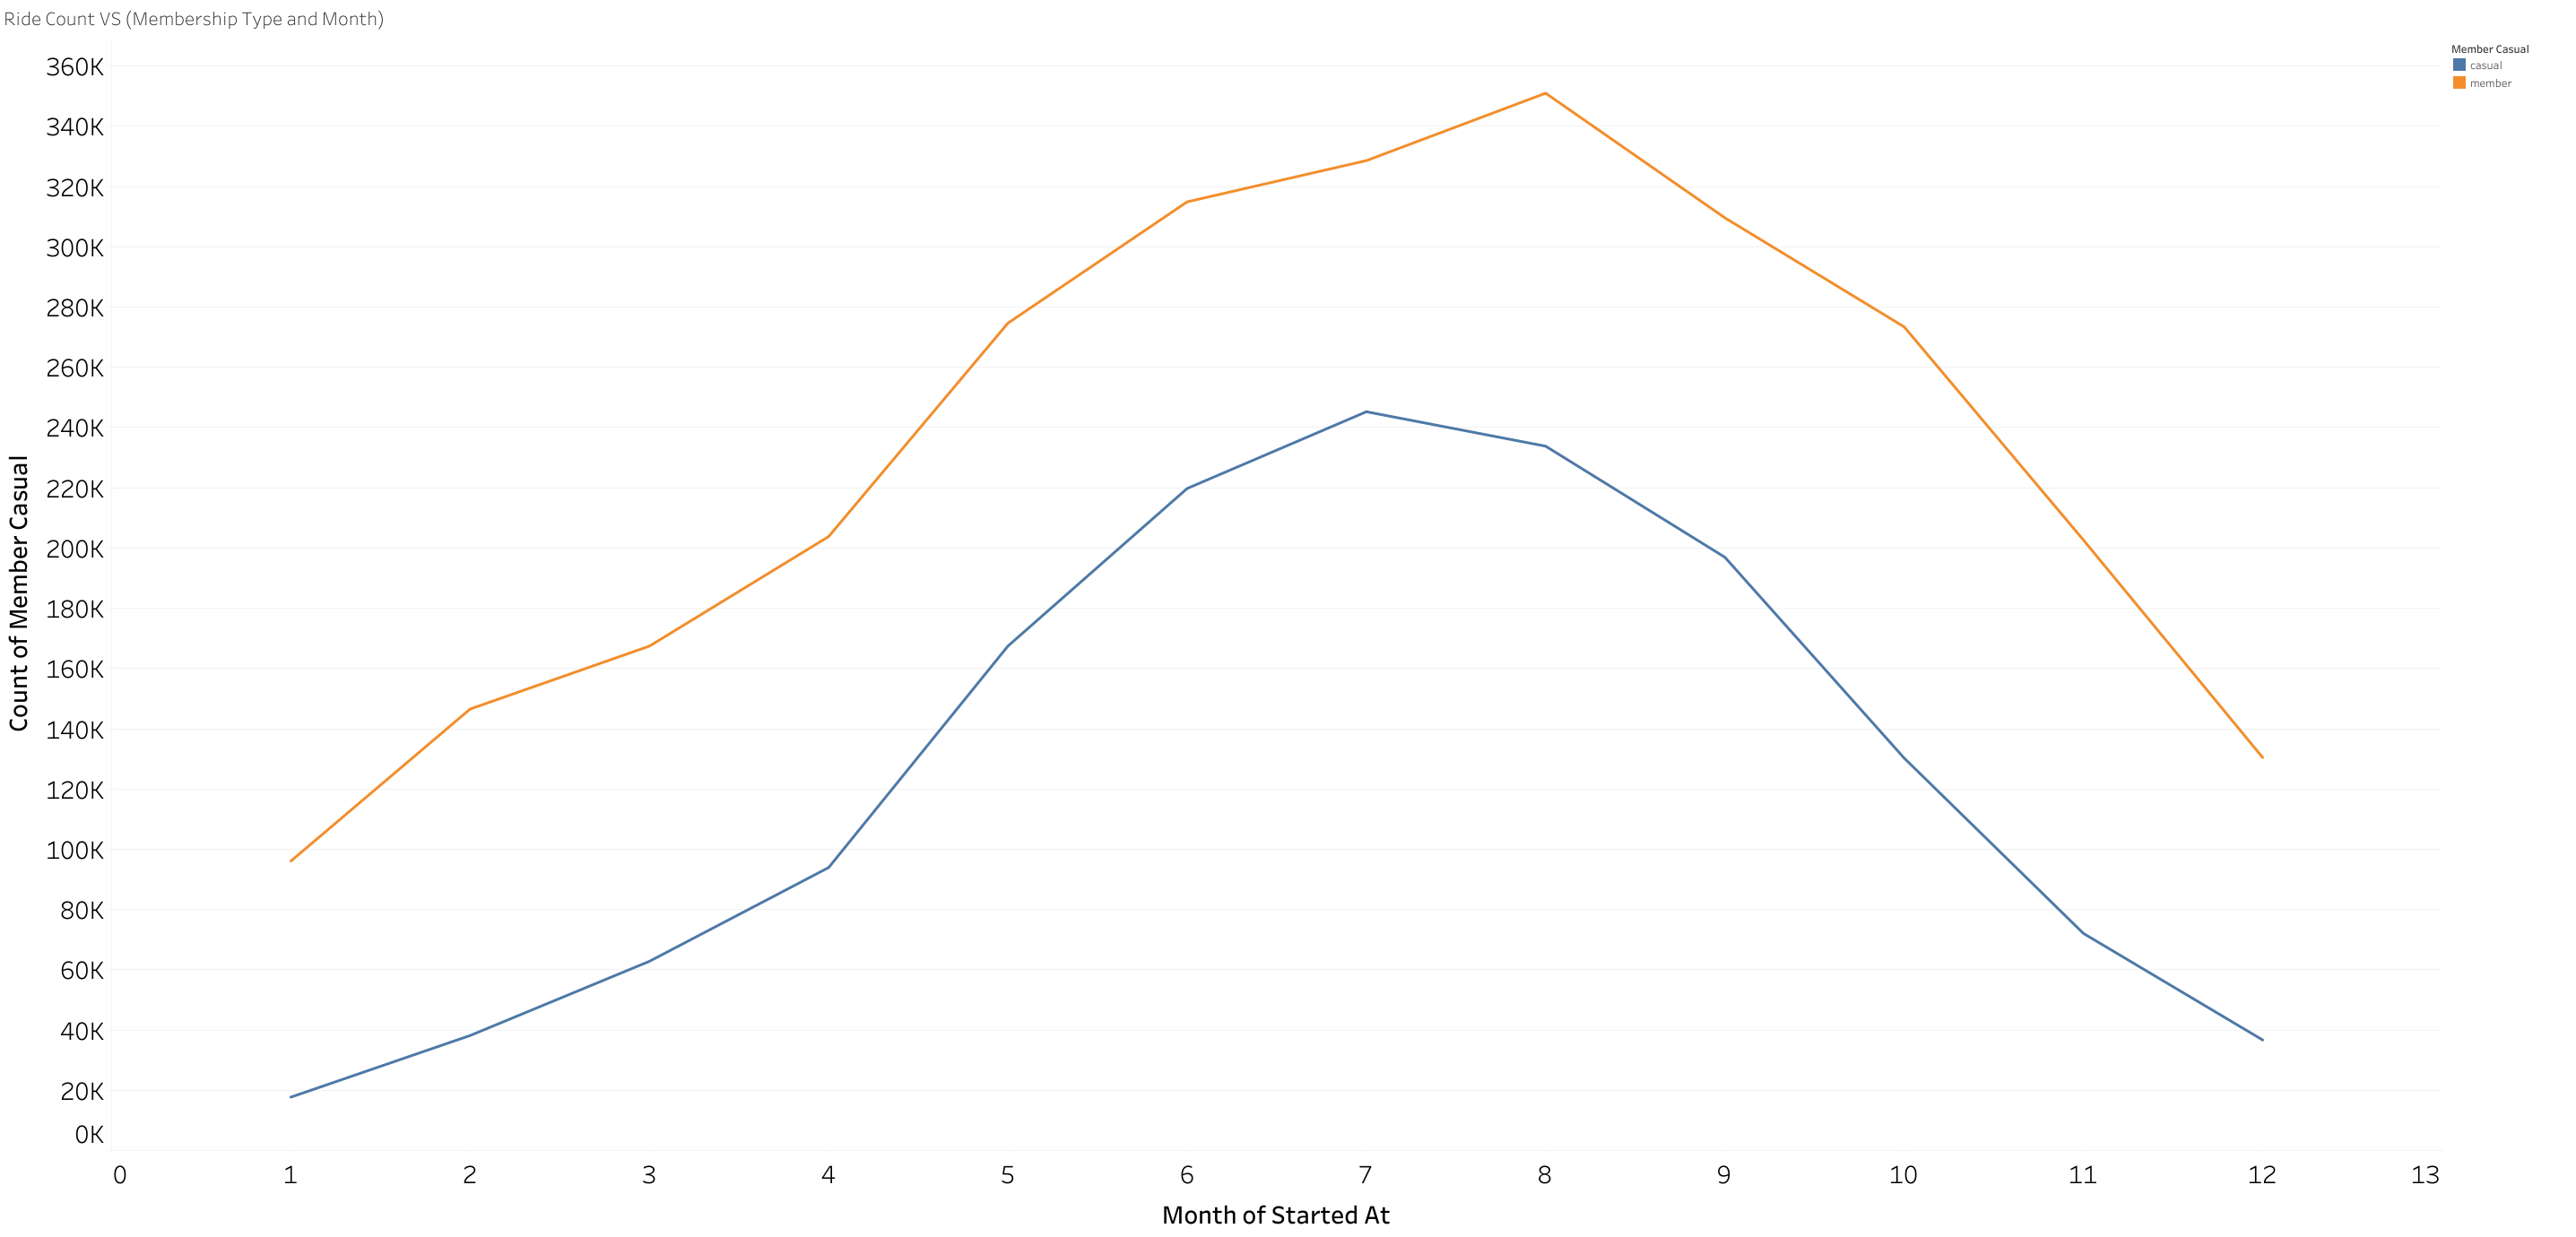 Ride Count VS (Membership Type and Month)
Member Casual
casual
member
360K
340K
320K
300K
280K
260K
240K
220K
200K
180K
160K
140K
120K
100K
80K
60K
40K
20K
0K
Count of Member Casual
0 1 2 3 4 5 6 7 8 9 10 11 12 13
Month of Started At